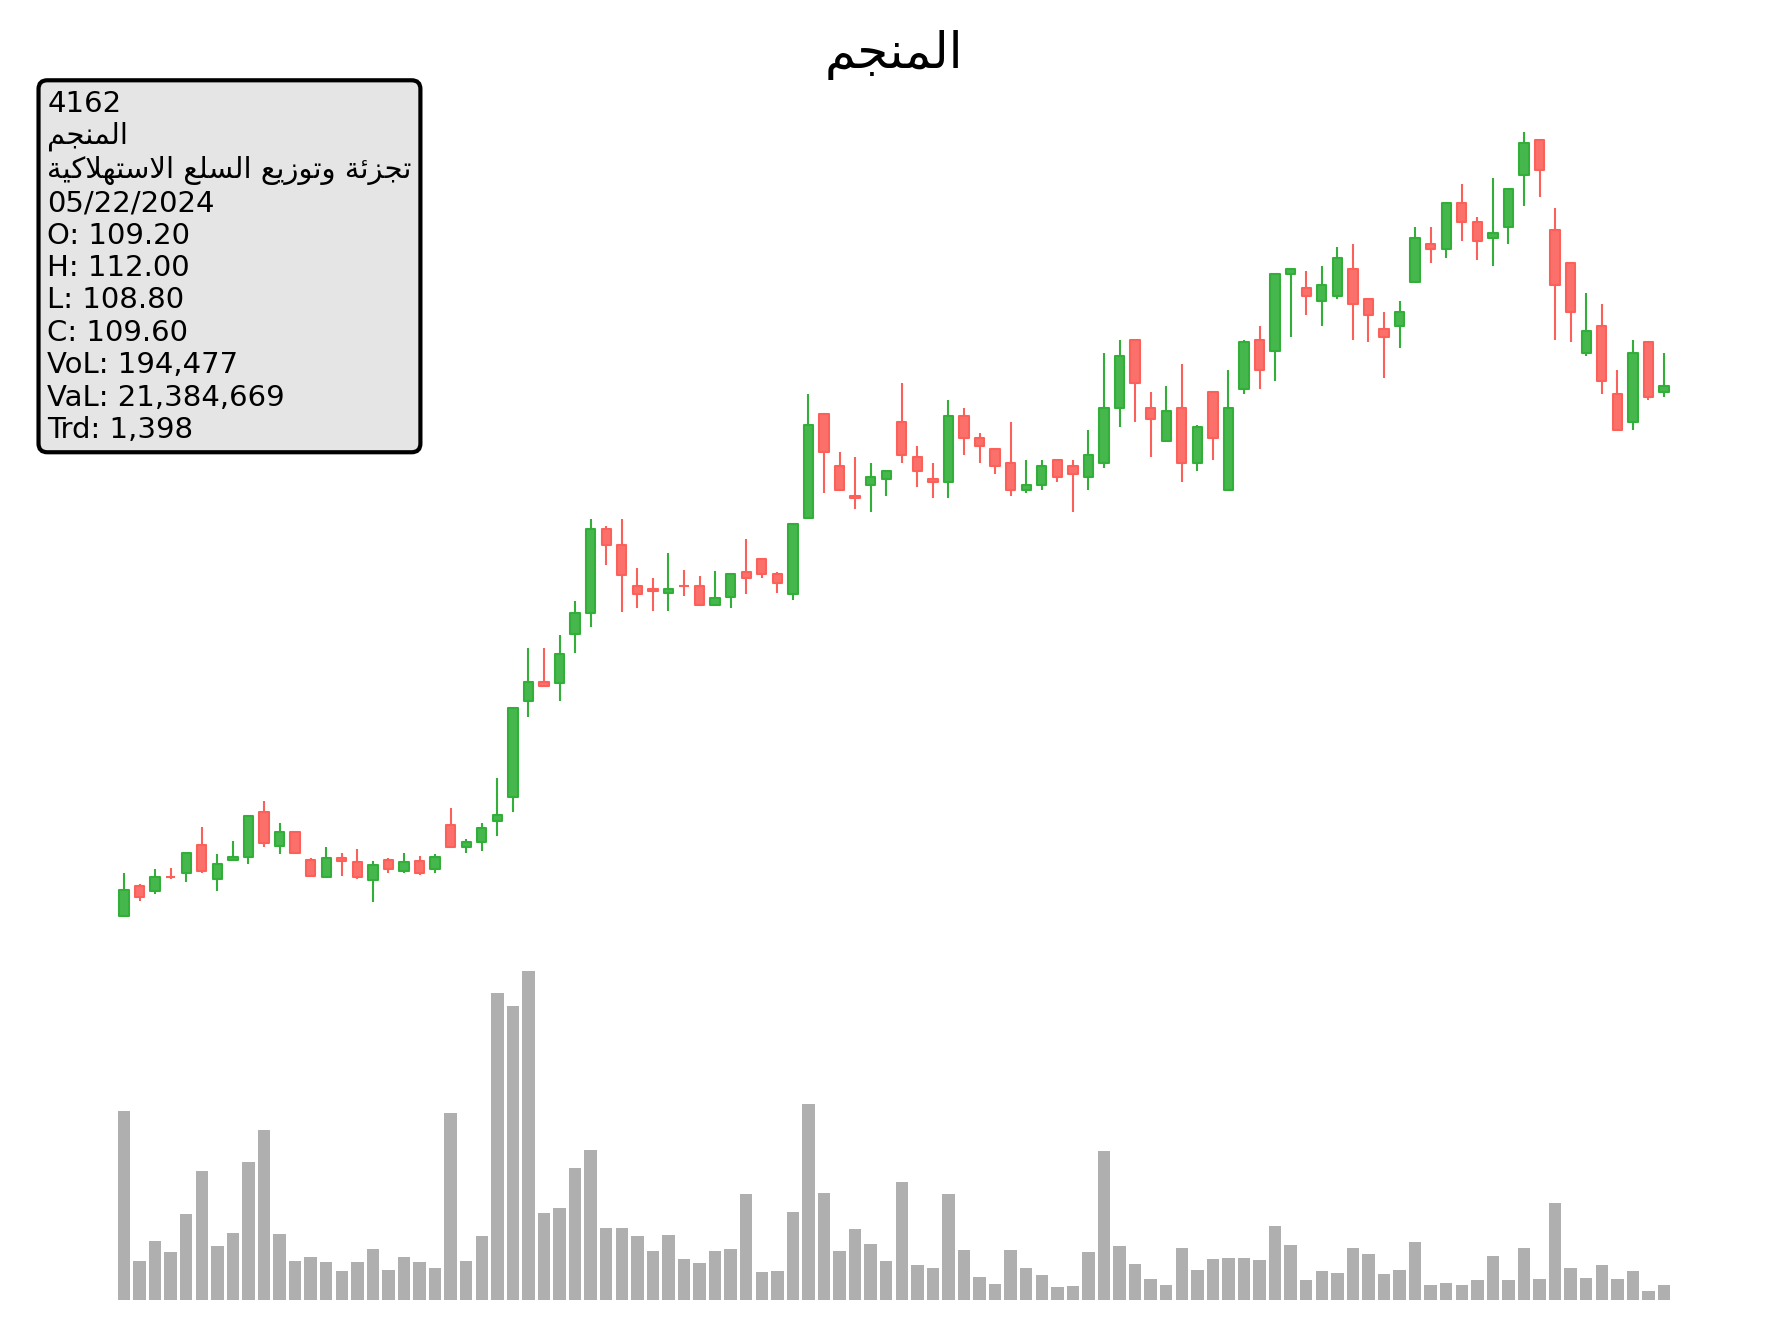 المنجم
4162
المنجم
تجزئة وتوزيع السلع الاستهلاكية
05/22/2024
O: 109.20
H: 112.00
L: 108.80
C: 109.60
VoL: 194,477
VaL: 21,384,669
Trd: 1,398